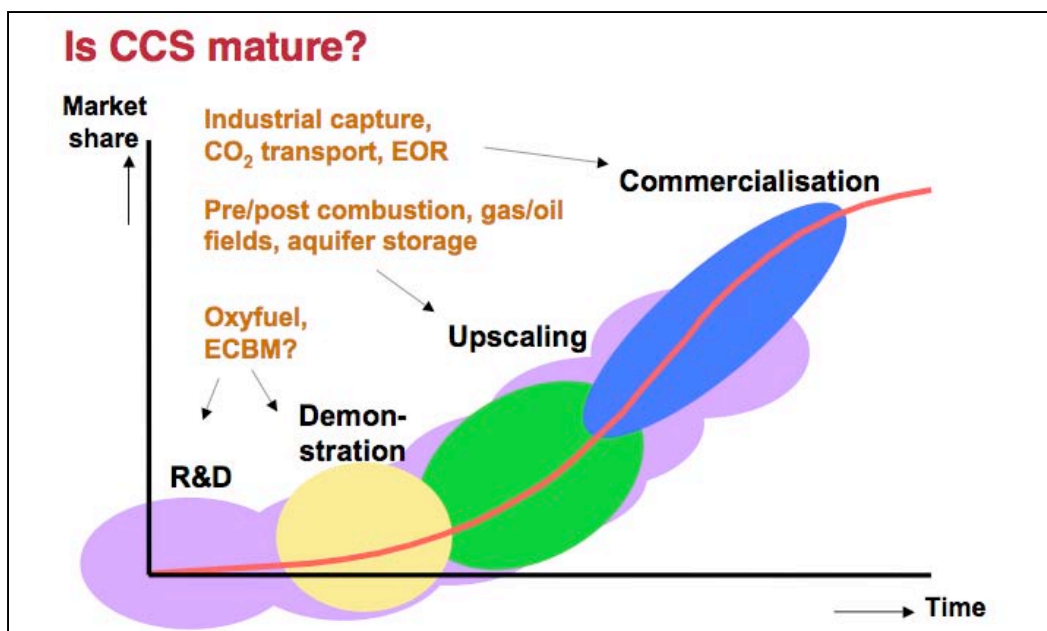 Is CCS mature?
Market
share
Industrial capture,
CO₂ transport, EOR
Commercialisation
Pre/post combustion, gas/oil
fields, aquifer storage
Upscaling
Oxyfuel,
ECBM?
Demon-
stration
R&D
Time